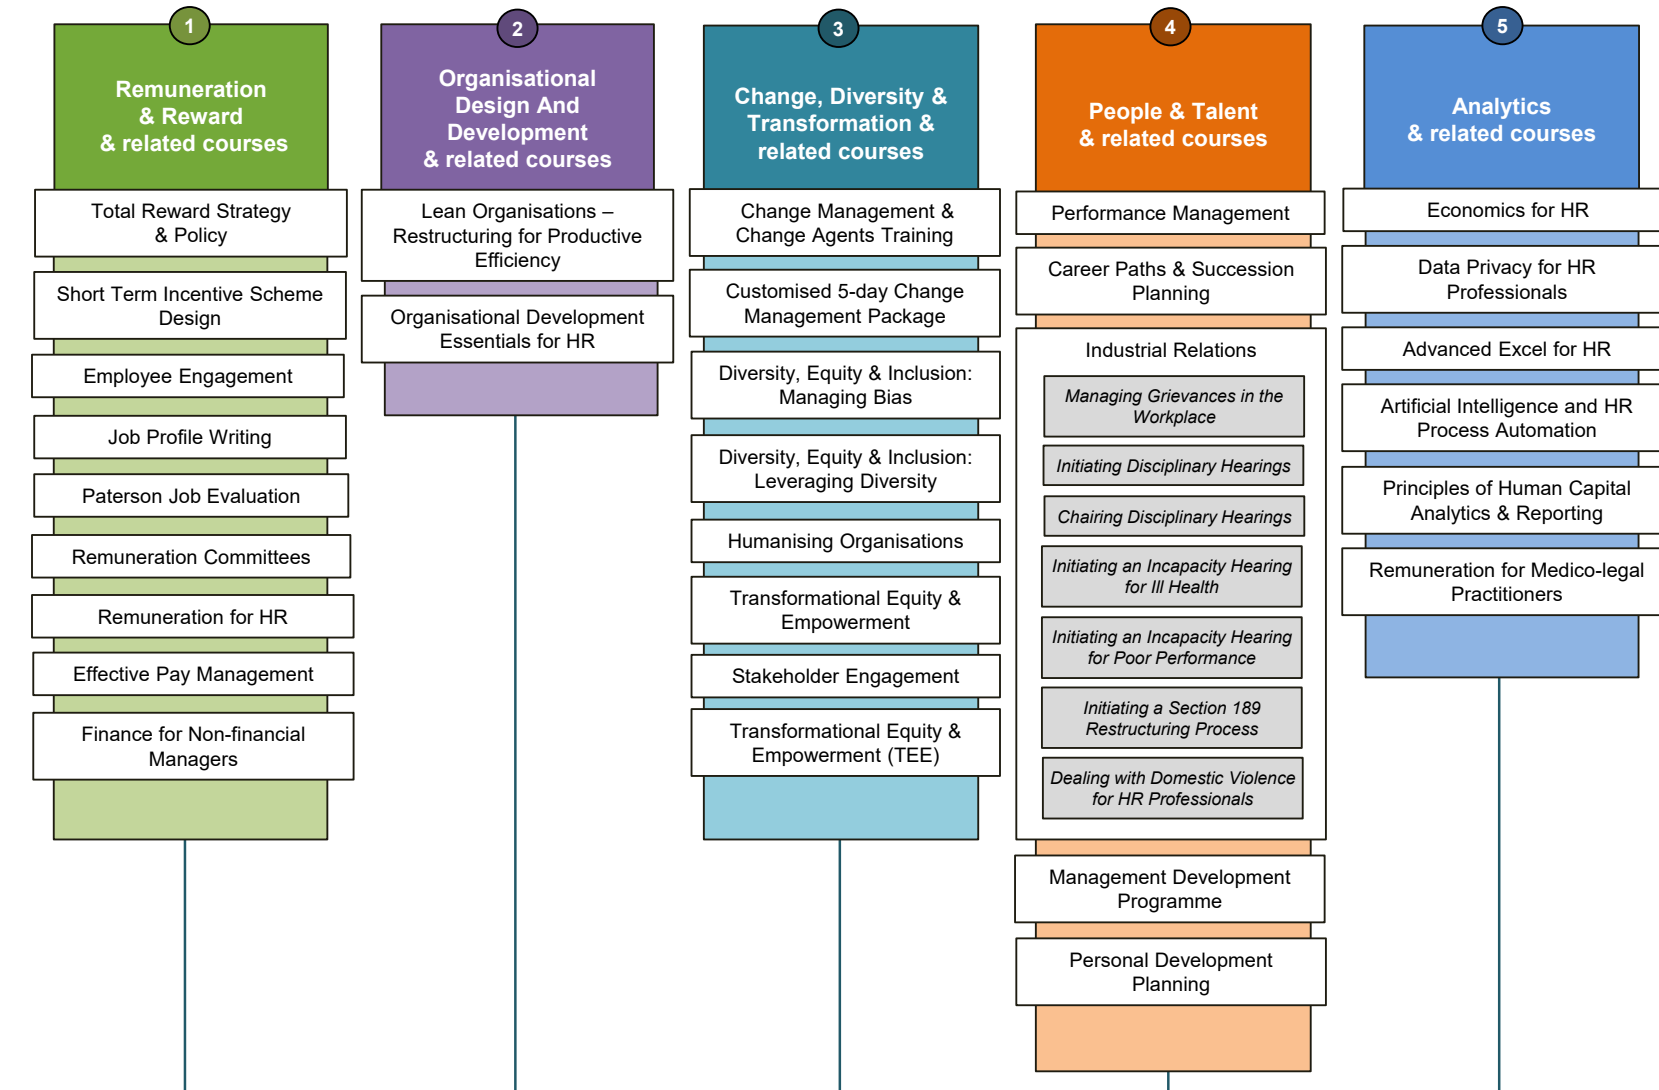 1
Remuneration
& Reward
& related courses
Total Reward Strategy
& Policy
Short Term Incentive Scheme
Design
Employee Engagement
Job Profile Writing
Paterson Job Evaluation
Remuneration Committees
Remuneration for HR
Effective Pay Management
Finance for Non-financial
Managers
2
Organisational
Design And
Development
& related courses
Lean Organisations –
Restructuring for Productive
Efficiency
Organisational Development
Essentials for HR
3
Change, Diversity &
Transformation &
related courses
Change Management &
Change Agents Training
Customised 5-day Change
Management Package
Diversity, Equity & Inclusion:
Managing Bias
Diversity, Equity & Inclusion:
Leveraging Diversity
Humanising Organisations
Transformational Equity &
Empowerment
Stakeholder Engagement
Transformational Equity &
Empowerment (TEE)
4
People & Talent
& related courses
Performance Management
Career Paths & Succession
Planning
Industrial Relations
Managing Grievances in the
Workplace
Initiating Disciplinary Hearings
Chairing Disciplinary Hearings
Initiating an Incapacity Hearing
for Ill Health
Initiating an Incapacity Hearing
for Poor Performance
Initiating a Section 189
Restructuring Process
Dealing with Domestic Violence
for HR Professionals
Management Development
Programme
Personal Development
Planning
5
Analytics
& related courses
Economics for HR
Data Privacy for HR
Professionals
Advanced Excel for HR
Artificial Intelligence and HR
Process Automation
Principles of Human Capital
Analytics & Reporting
Remuneration for Medico-legal
Practitioners